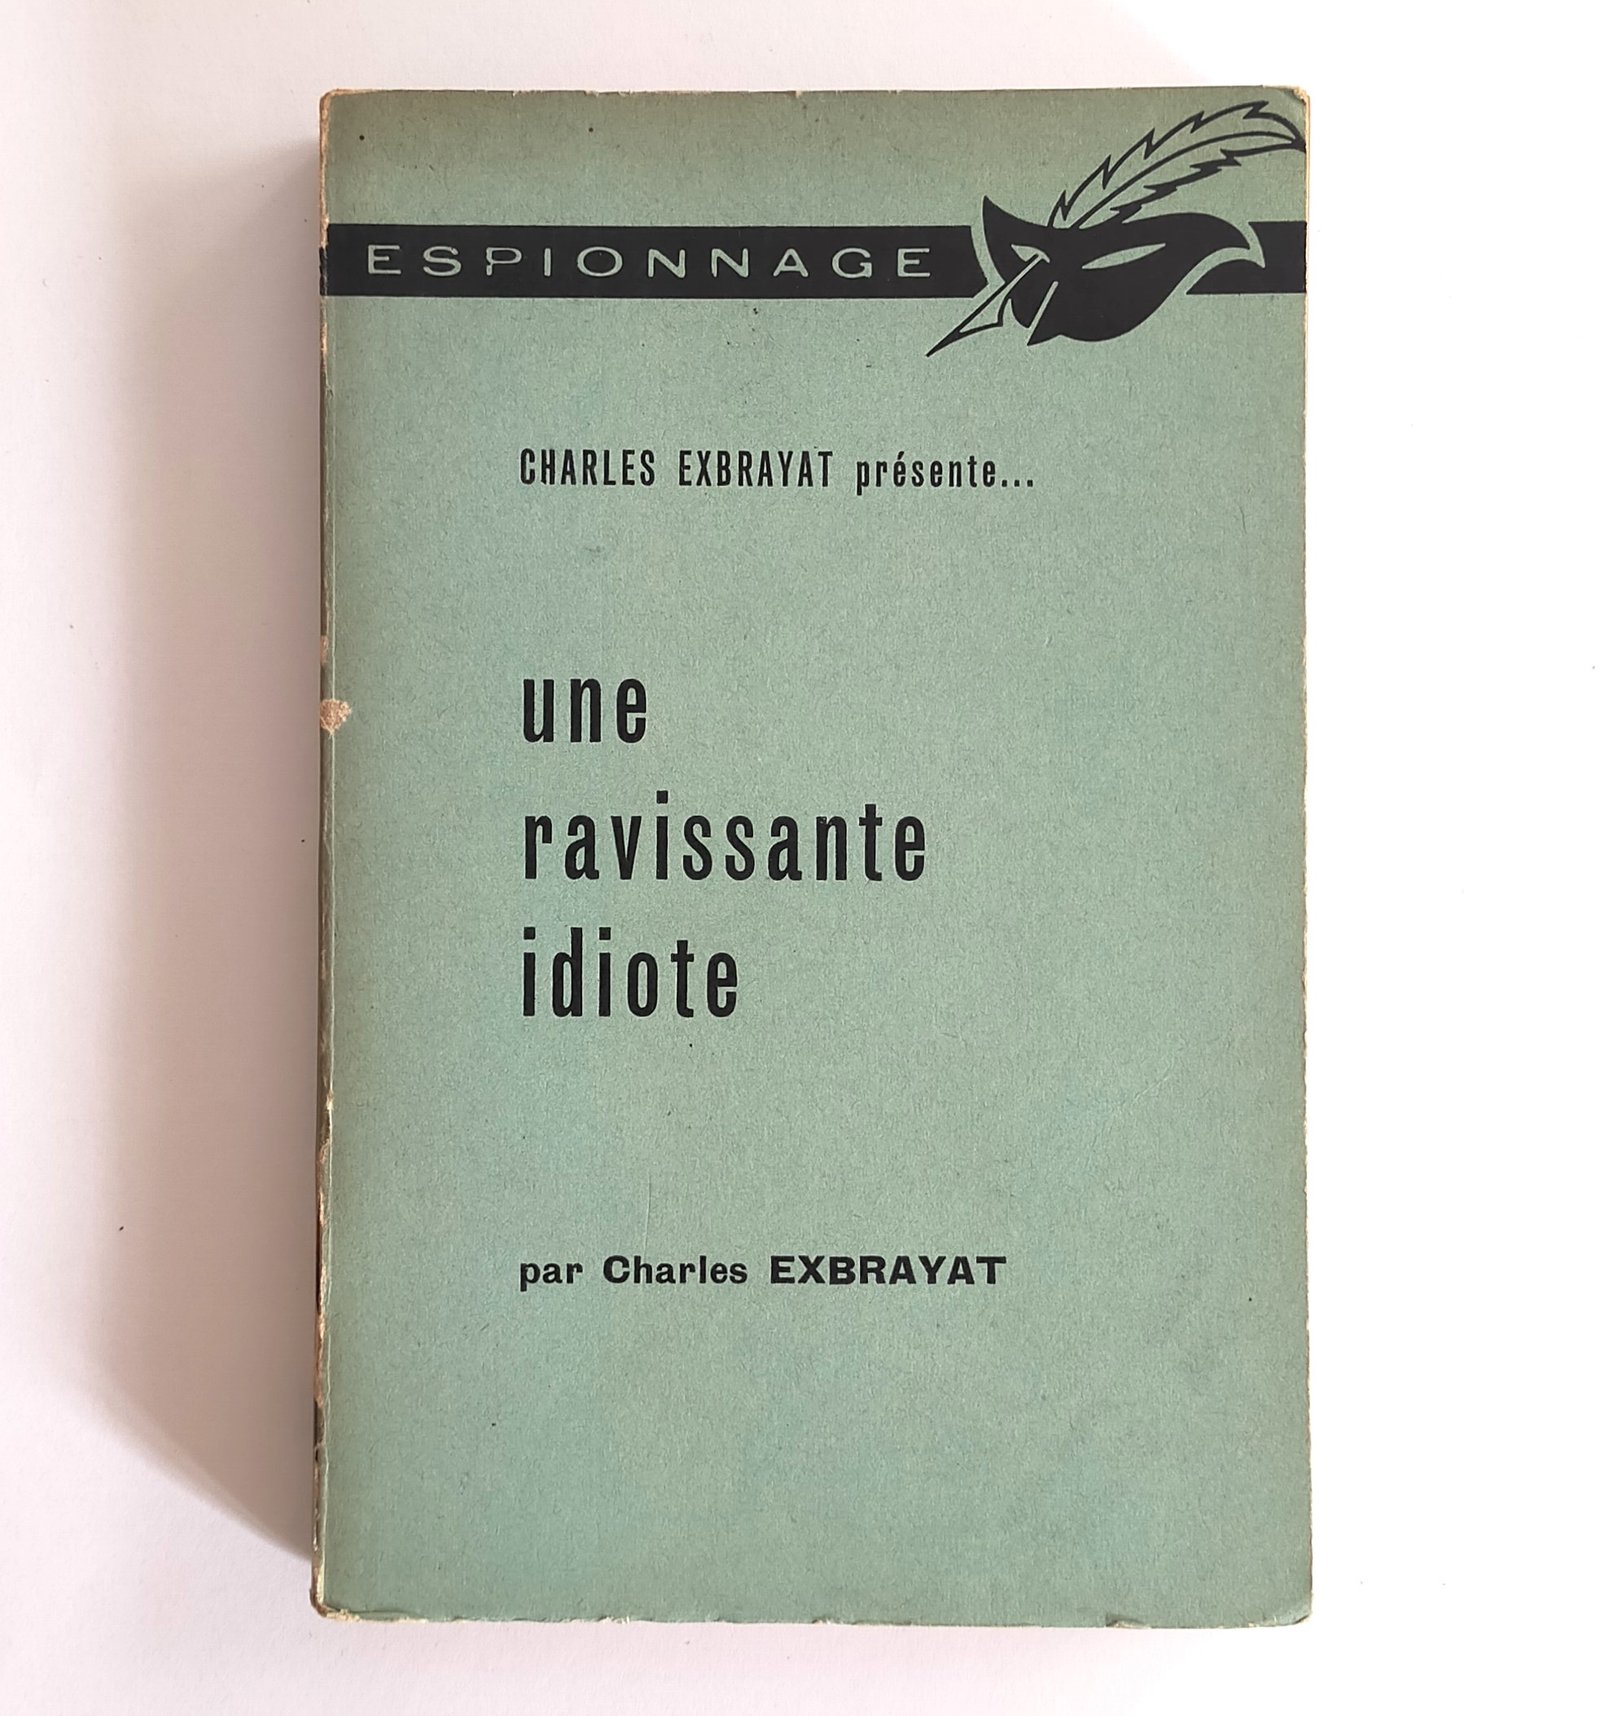 ESPIONNAGE
CHARLES EXBRAYAT présente...
une
ravissante
idiote
par Charles EXBRAYAT